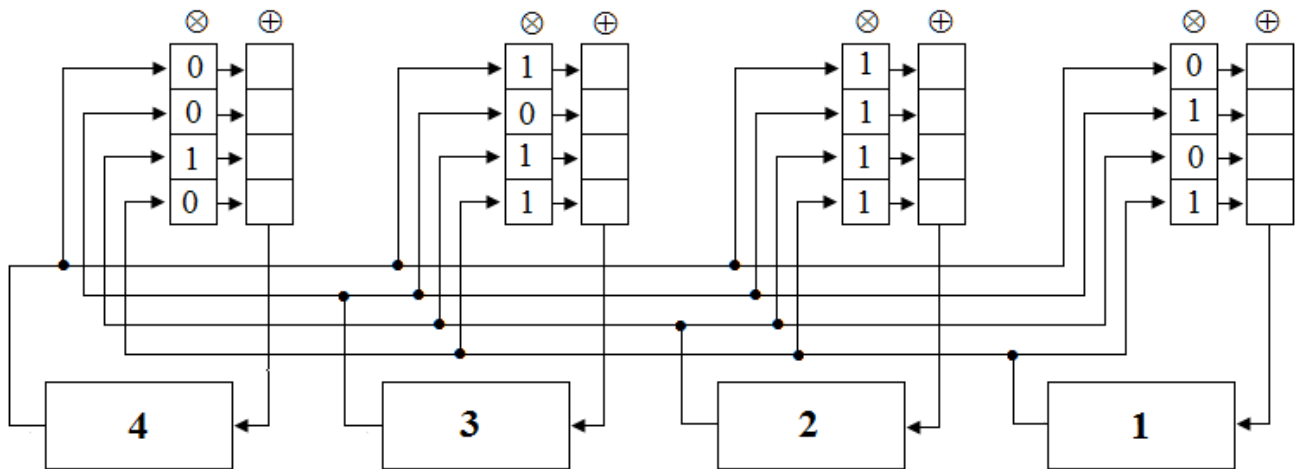 ⊗ ⊕ ⊗ ⊕ ⊗ ⊕ ⊗ ⊕
0 1 1 0
0 0 1 1
1 1 1 0
0 1 1 1
4 3 2 1